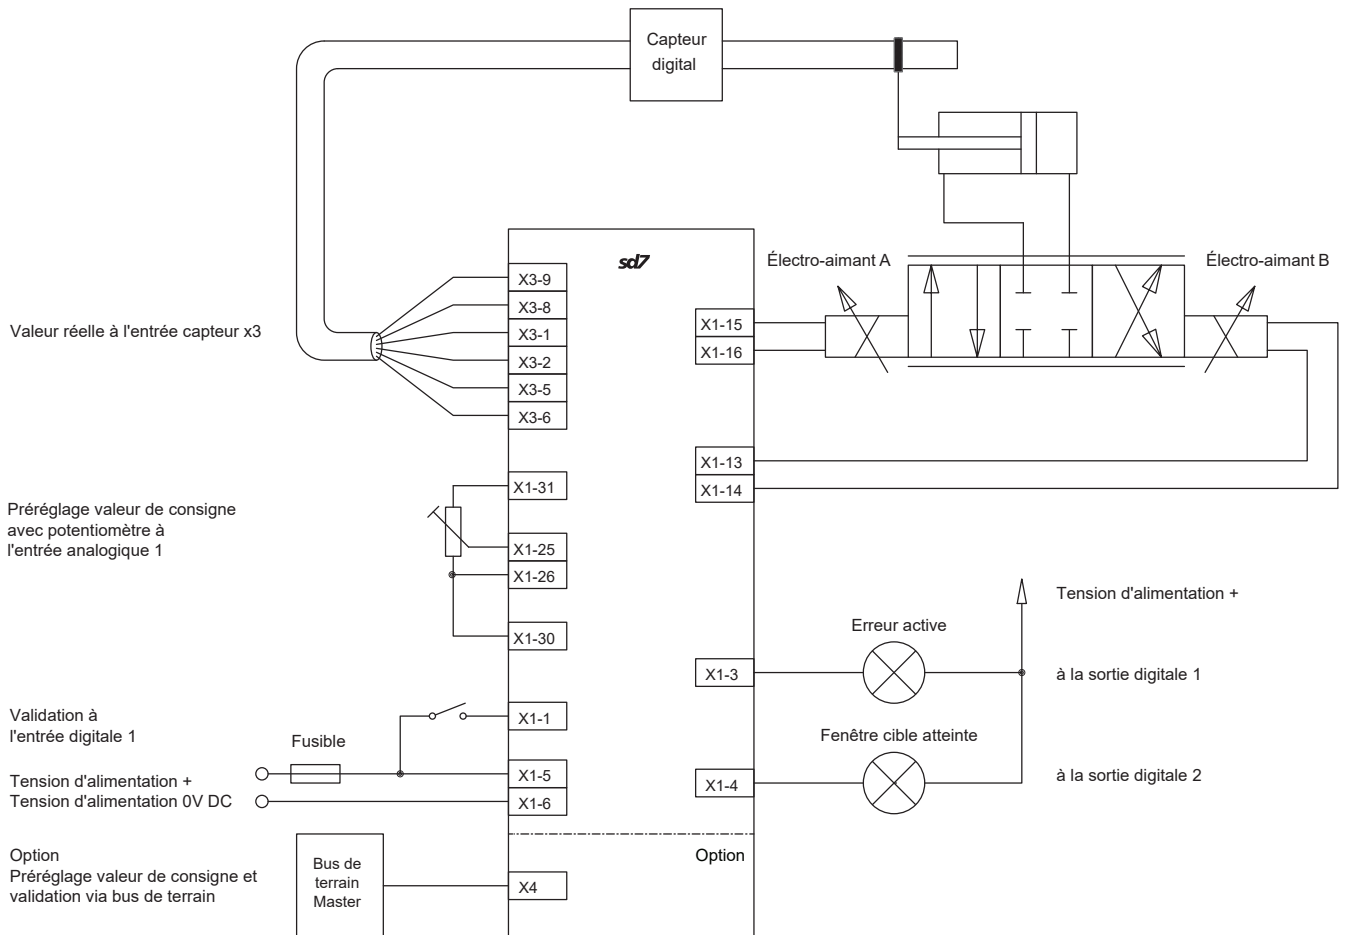 Capteur
digital
sd7
Électro-aimant A
Électro-aimant B
X3-9
X3-8
X3-1
X3-2
X3-5
X3-6
Valeur réelle à l'entrée capteur x3
X1-15
X1-16
X1-13
X1-14
Préréglage valeur de consigne
avec potentiomètre à
l'entrée analogique 1
X1-31
X1-25
X1-26
X1-30
Tension d'alimentation +
Erreur active
X1-3
à la sortie digitale 1
Validation à
l'entrée digitale 1
X1-1
Fusible
Fenêtre cible atteinte
X1-4
à la sortie digitale 2
Tension d'alimentation +
Tension d'alimentation 0V DC
X1-5
X1-6
Option
Préréglage valeur de consigne et
validation via bus de terrain
Bus de
terrain
Master
X4
Option